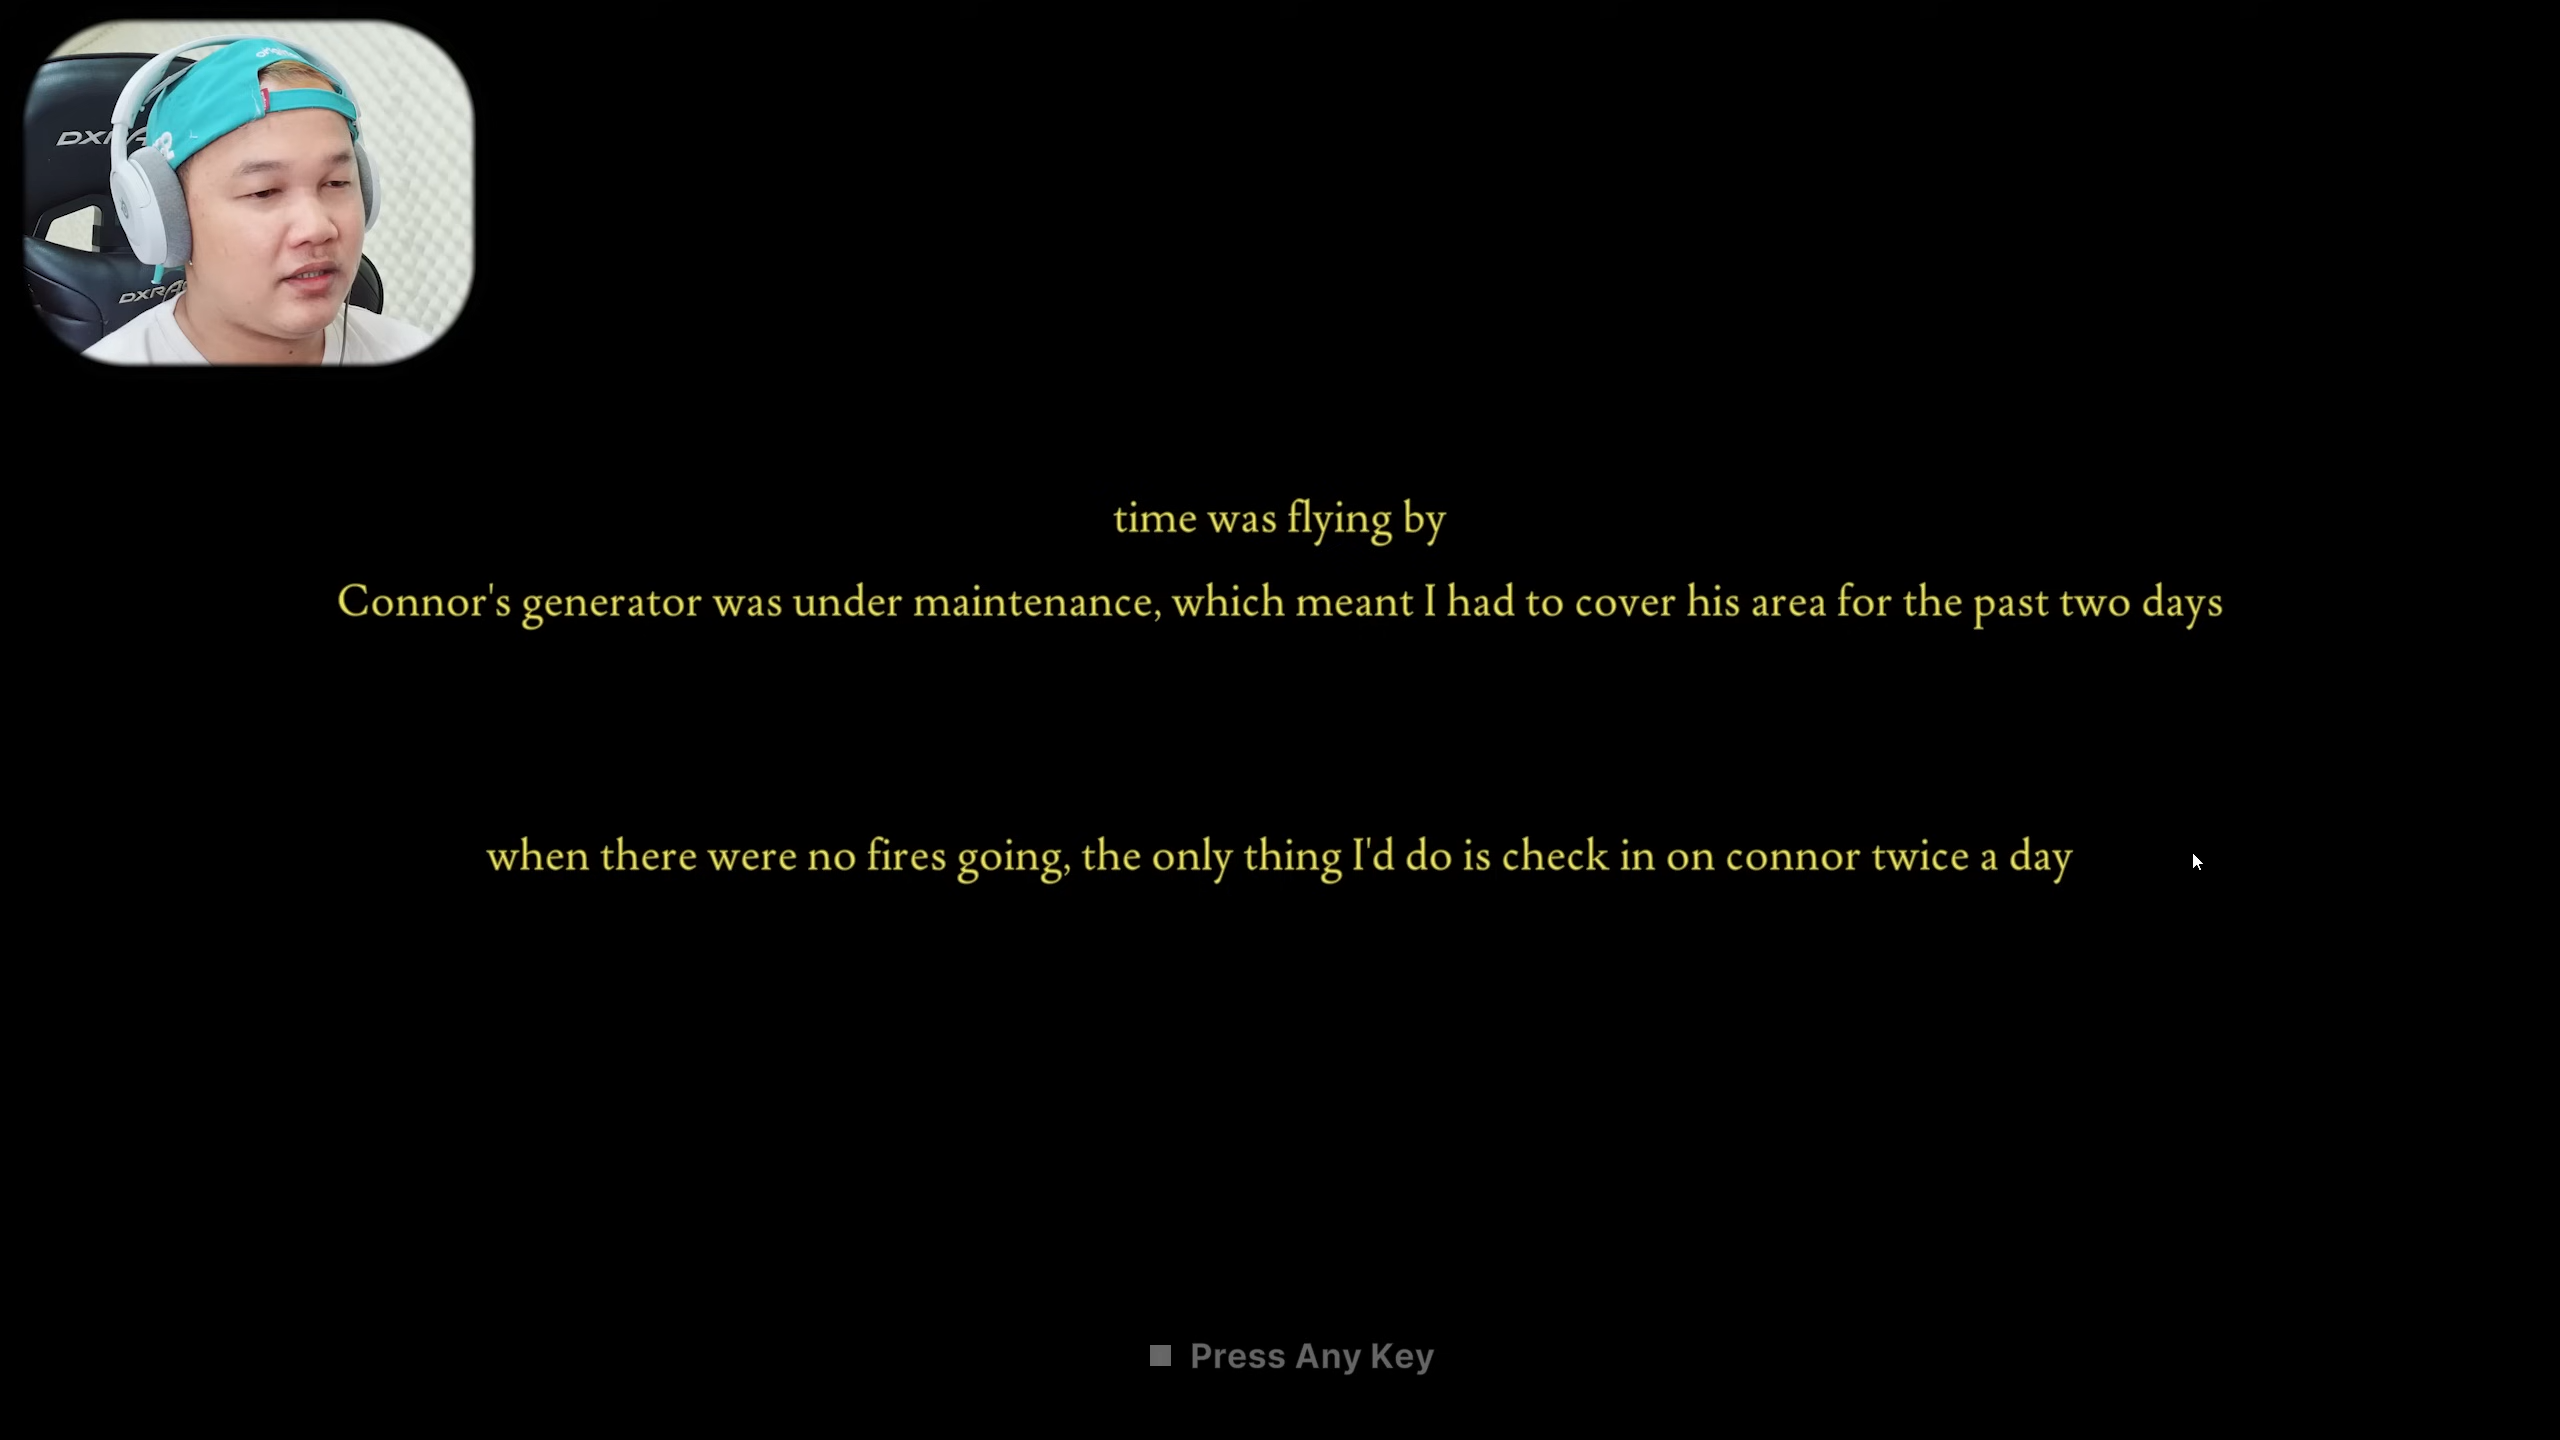 time was flying by
Connor's generator was under maintenance, which meant I had to cover his area for the past two days
when there were no fires going, the only thing I'd do is check in on connor twice a day
Press Any Key